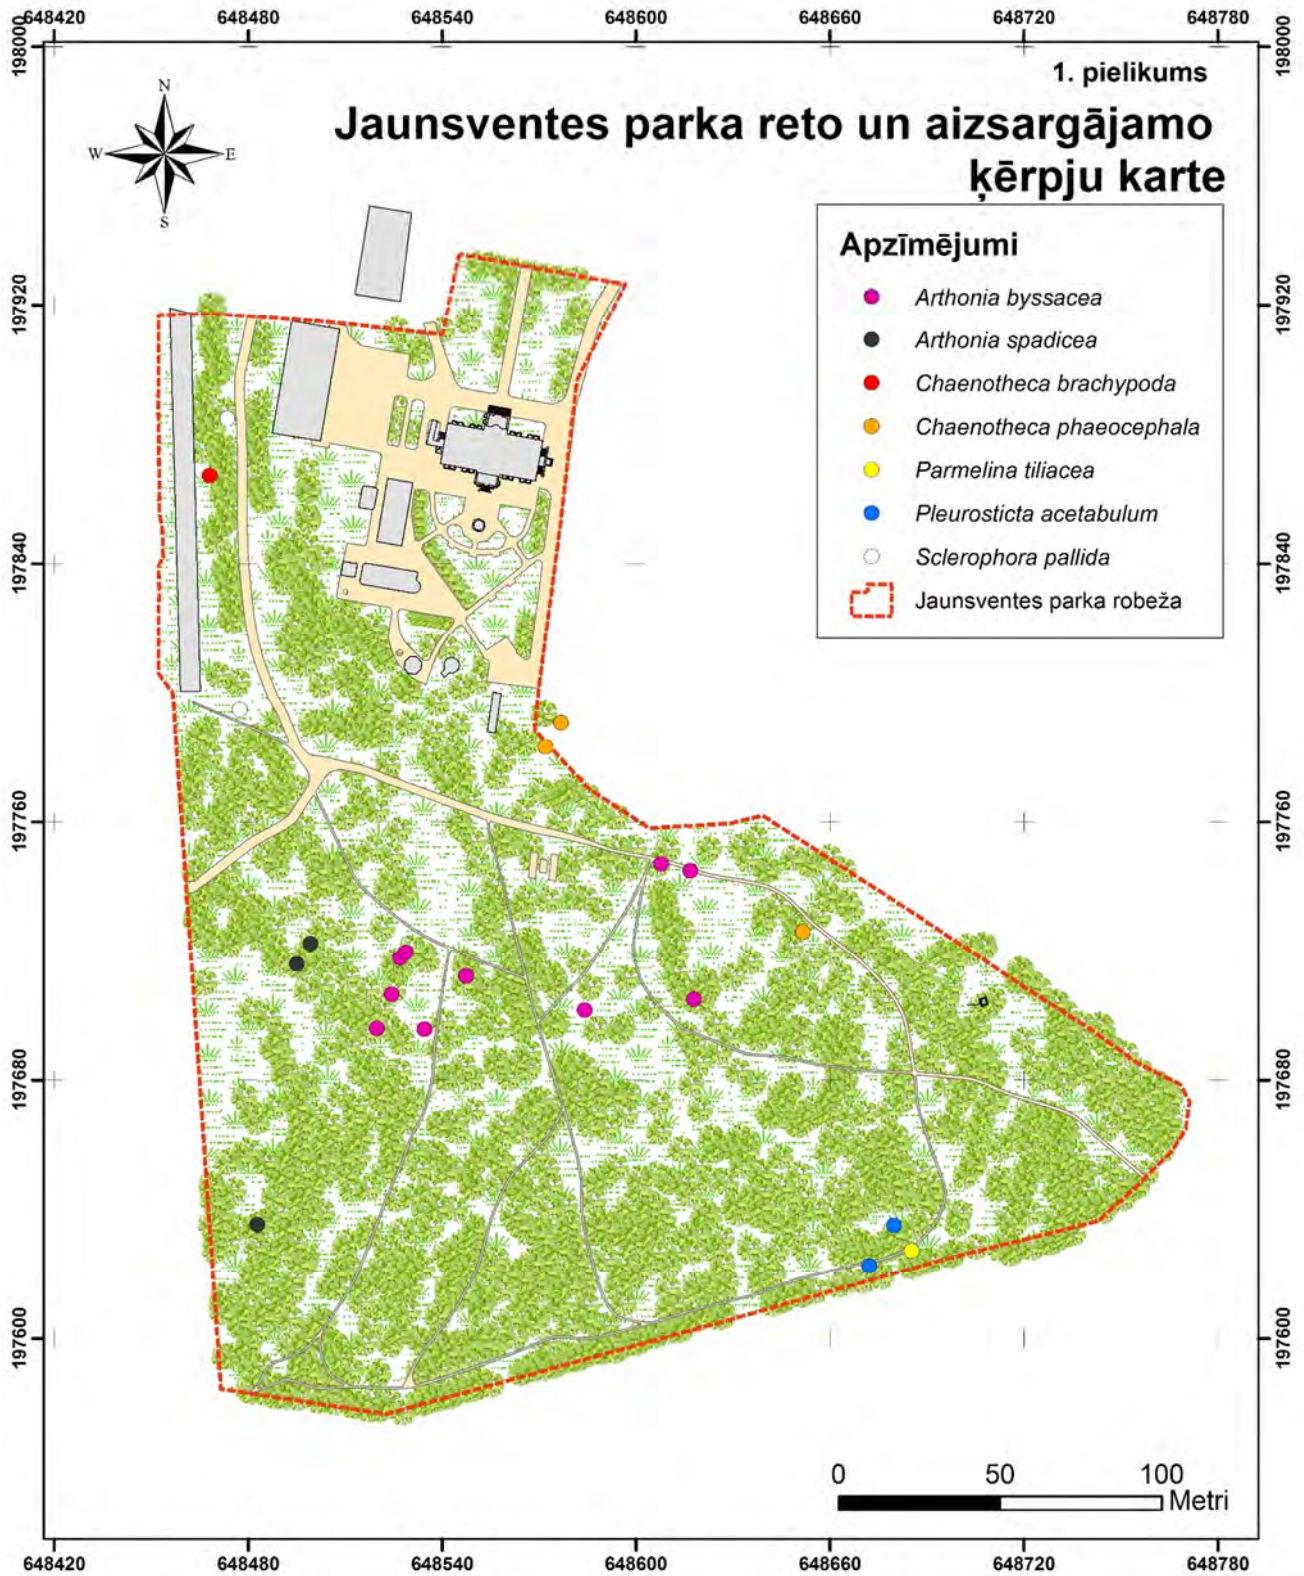 648420 648480 648540 648600 648660 648720 648780
198000
198000
1. pielikums
Jaunsventes parka reto un aizsargājamo
ķērpju karte
N
W E
S
Apzīmējumi
Arthonia byssacea
Arthonia spadicea
Chaenotheca brachypoda
Chaenotheca phaeocephala
Parmelina tiliacea
Pleurosticta acetabulum
Sclerophora pallida
Jaunsventes parka robeža
197920
197920
197840
197840
197760
197760
197680
197680
197600
197600
0 50 100
Metri
648420 648480 648540 648600 648660 648720 648780